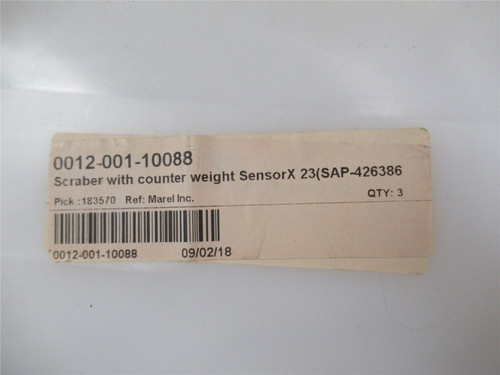 0012-001-10088
Scraber with counter weight SensorX 23(SAP-426386
Pick :183570 Ref: Marel Inc. QTY: 3
0012-001-10088 09/02/18